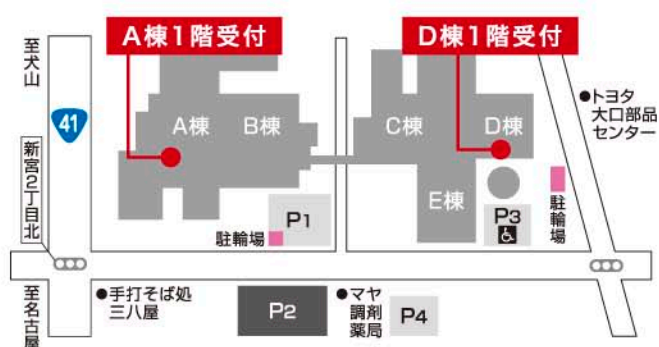 A棟1階受付
D棟1階受付
至犬山
41
新宮2丁目北
至名古屋
A棟
B棟
C棟
D棟
E棟
●トヨタ
大口部品
センター
P1
駐輪場
P3
駐輪場
●手打そば処
三八屋
P2
●マヤ
調剤
薬局
P4